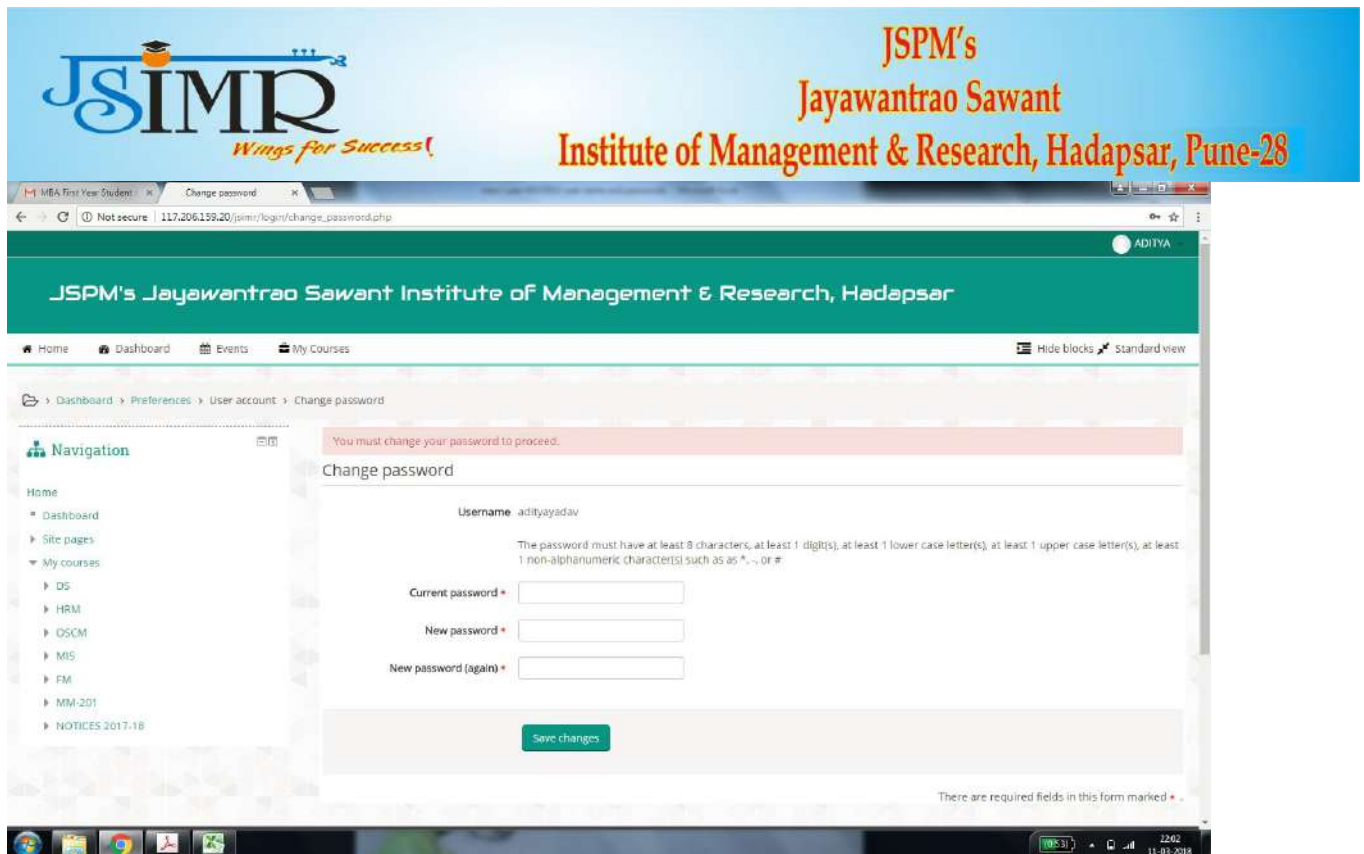 JSIMR
Wings for Success!
JSPM's
Jayawantrao Sawant
Institute of Management & Research, Hadapsar, Pune-28
MBA First Year Student
Change password
Not secure | 117.206.159.20/jsimr/login/change_password.php
ADITYA
JSPM's Jayawantrao Sawant Institute of Management & Research, Hadapsar
Home Dashboard Events My Courses
Hide blocks Standard view
> Dashboard > Preferences > User account > Change password
Navigation
Home
Dashboard
Site pages
My courses
DS
HRM
OSCM
MIS
FM
MM-201
NOTICES 2017-18
You must change your password to proceed.
Change password
Username adityayadav
The password must have at least 8 characters, at least 1 digit(s), at least 1 lower case letter(s), at least 1 upper case letter(s), at least
1 non-alphanumeric character(s) such as as *, -, or #
Current password *
New password *
New password (again) *
Save changes
There are required fields in this form marked * .
(0:53)
22:02
11-03-2018